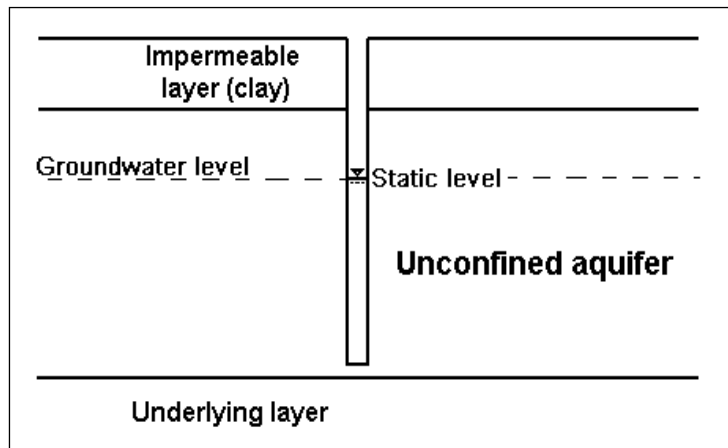 Impermeable
layer (clay)
Groundwater level
Static level
Unconfined aquifer
Underlying layer